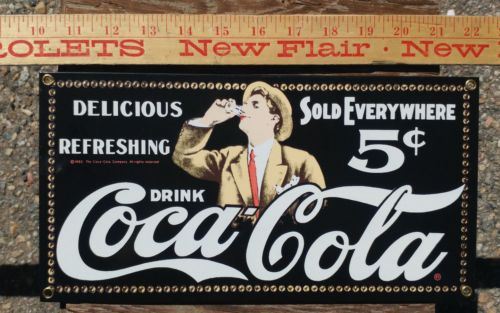 10 11 12 13 14 15 16 17 18 19 20 21 22
ROLETS New Flair · New
DELICIOUS
REFRESHING
SOLD EVERYWHERE
5¢
DRINK
Coca-Cola
®